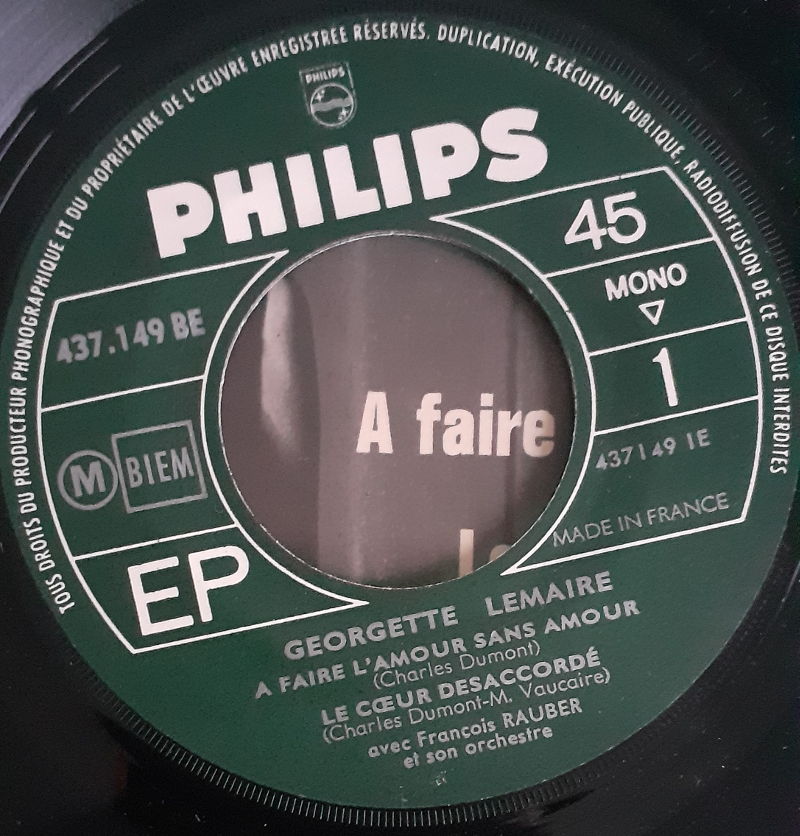 TOUS DROITS DU PRODUCTEUR PHONOGRAPHIQUE ET DU PROPRIÉTAIRE DE L'ŒUVRE ENREGISTREE RÉSERVÉS. DUPLICATION, EXÉCUTION PUBLIQUE, RADIODIFFUSION DE CE DISQUE INTERDITES
PHILIPS
PHILIPS
437.149 BE
M BIEM
EP
45
MONO
1
437149 1E
MADE IN FRANCE
A faire
GEORGETTE LEMAIRE
A FAIRE L'AMOUR SANS AMOUR
(Charles Dumont)
LE CŒUR DESACCORDÉ
(Charles Dumont-M. Vaucaire)
avec François RAUBER
et son orchestre